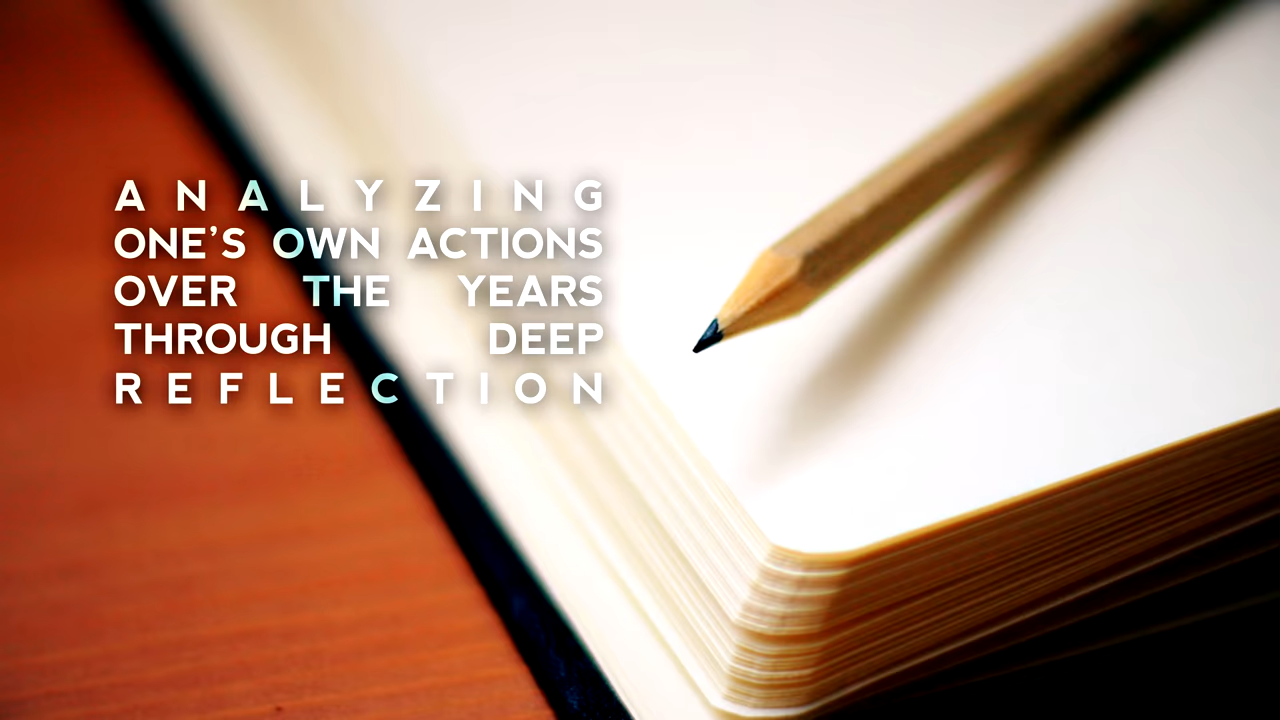 ANALYZING
ONE'S OWN ACTIONS
OVER THE YEARS
THROUGH DEEP
REFLECTION